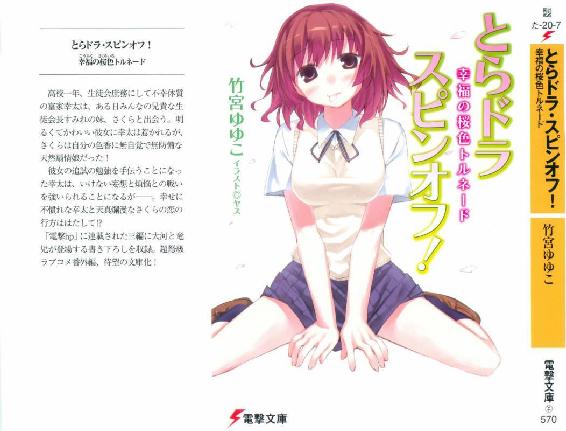 とらドラ・スピンオフ！
幸福の桜色トルネード
高校一年、生徒会庶務にして不幸体質
の富家幸太は、ある日みんなの兄貴な生
徒会長すみれの妹、さくらと出会う。明
るくてかわいい彼女に幸太は惹かれるが、
さくらは自分の色香に無自覚で無防備な
天然煽情娘だった！
彼女の追試の勉強を手伝うことになっ
た幸太は、いけない妄想と煩悩との戦い
を強いられることになるが――。幸せに
不慣れな幸太と天真爛漫なさくらの恋の
行方ははたして!?
「電撃hp」に連載された三編に大河と竜
児が登場する書き下ろしを収録。超弩級
ラブコメ番外編、待望の文庫化！
とらドラ
スピンオフ！
幸福の桜色トルネード
竹宮ゆゆこ
イラスト◎ヤス
電撃文庫
た-20-7
とらドラ・スピンオフ！
幸福の桜色トルネード
竹宮ゆゆこ
電撃文庫
570